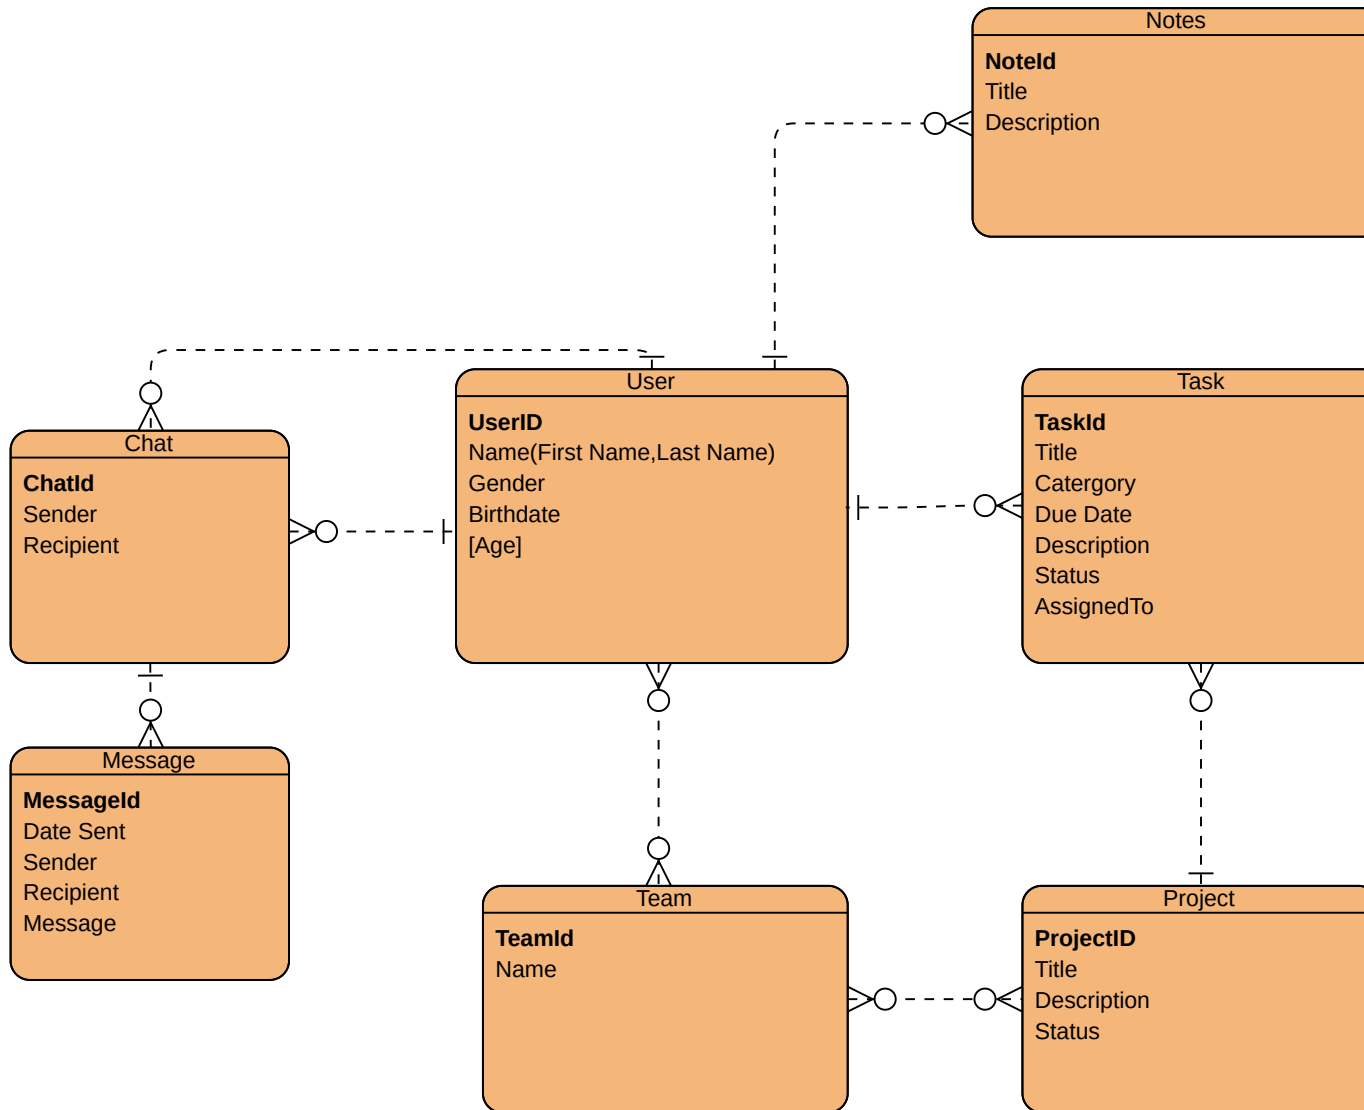 Notes
NoteId
Title
Description
User
UserID
Name(First Name,Last Name)
Gender
Birthdate
[Age]
Task
TaskId
Title
Catergory
Due Date
Description
Status
AssignedTo
Chat
ChatId
Sender
Recipient
Message
MessageId
Date Sent
Sender
Recipient
Message
Team
TeamId
Name
Project
ProjectID
Title
Description
Status